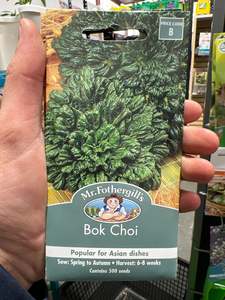 PRICE CODE
B
Mr.Fothergill's
Bok Choi
Popular for Asian dishes
Sow: Spring to Autumn • Harvest: 6-8 weeks
Contains 500 seeds